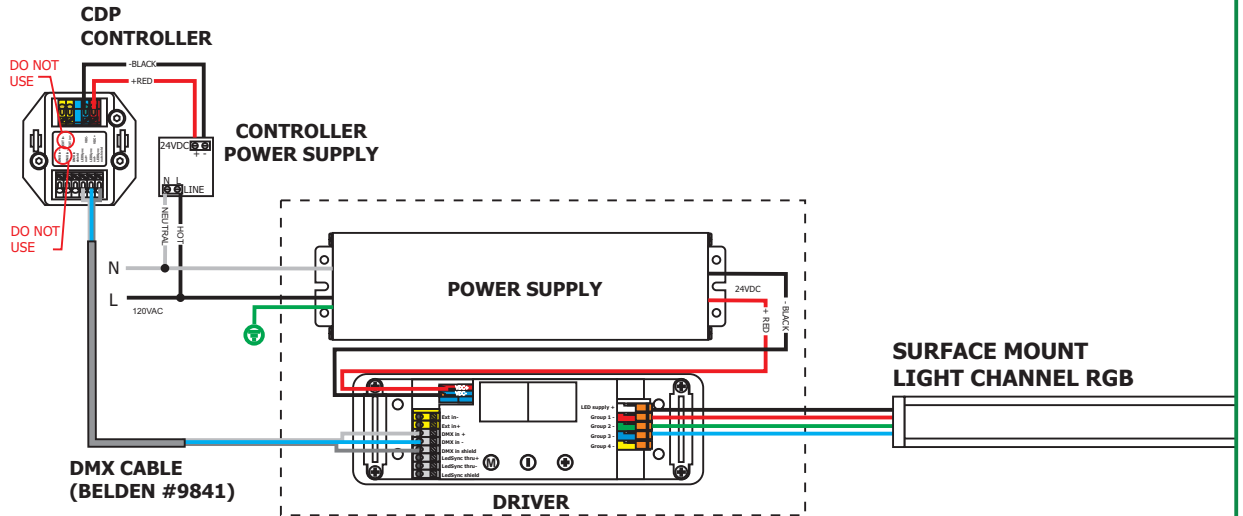 CDP
CONTROLLER
DO NOT
USE
-BLACK
+RED
CONTROLLER
POWER SUPPLY
24VDC
+ -
N L
LINE
NEUTRAL
HOT
DO NOT
USE
N
L
120VAC
POWER SUPPLY
24VDC
+ RED
- BLACK
SURFACE MOUNT
LIGHT CHANNEL RGB
Ext in-
Ext in+
DMX in +
DMX in -
DMX in shield
LedSync thru+
LedSync thru-
LedSync shield
M
LED supply +
Group 1 -
Group 2 -
Group 3 -
Group 4 -
DRIVER
DMX CABLE
(BELDEN #9841)